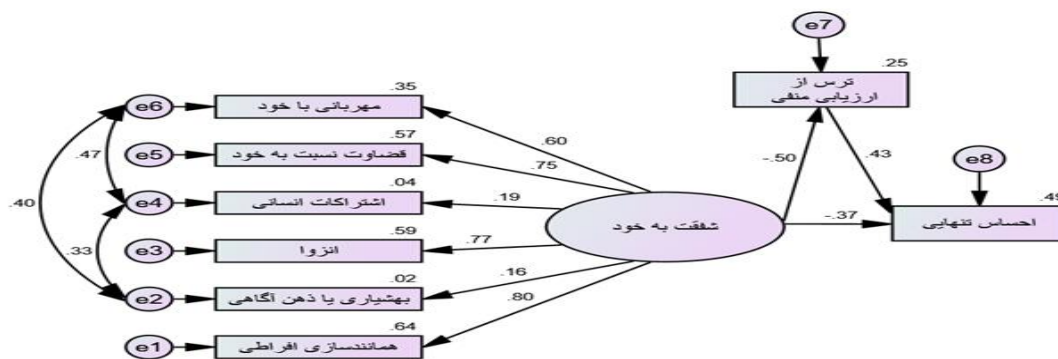 e7
.25
ترس از
ارزیابی منفی
.35
e6
مهربانی با خود
.57
.60
.47
e5
قضاوت نسبت به خود
.75
-.50
.43
e8
.04
.40
e4
اشتراکات انسانی
.19
.49
شفقت به خود
-.37
احساس تنهایی
.59
.33
e3
انزوا
.77
.02
.16
e2
بهشیاری یا ذهن آگاهی
.80
.64
e1
همانندسازی افراطی